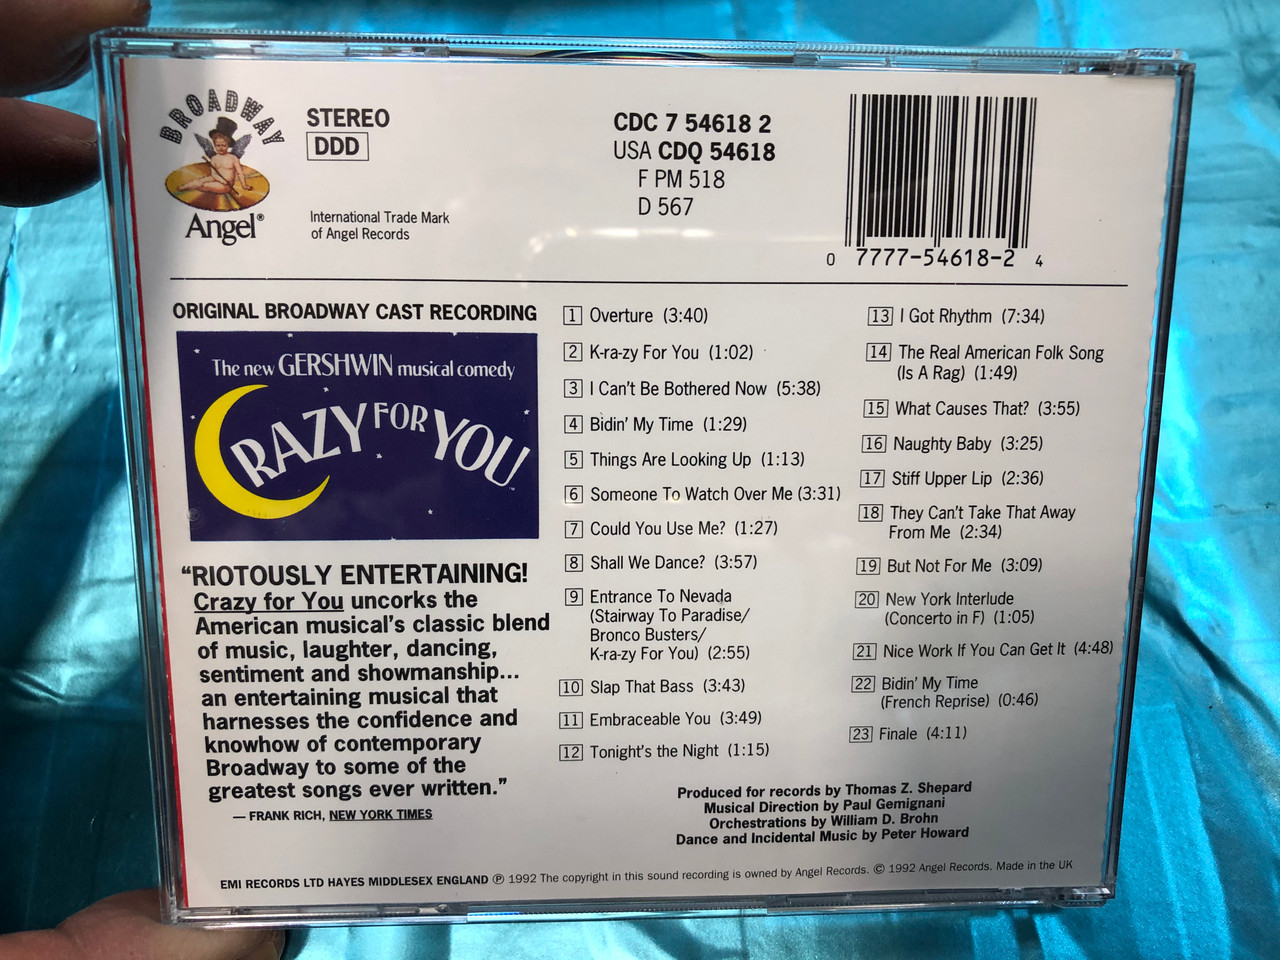 BROADWAY
Angel®
STEREO
DDD
International Trade Mark
of Angel Records
CDC 7 54618 2
USA CDQ 54618
F PM 518
D 567
0 7777-54618-2 4
ORIGINAL BROADWAY CAST RECORDING
The new GERSHWIN musical comedy
CRAZY FOR YOU™
“RIOTOUSLY ENTERTAINING!
Crazy for You uncorks the
American musical's classic blend
of music, laughter, dancing,
sentiment and showmanship...
an entertaining musical that
harnesses the confidence and
knowhow of contemporary
Broadway to some of the
greatest songs ever written.”
— FRANK RICH, NEW YORK TIMES
1 Overture (3:40)
2 K-ra-zy For You (1:02)
3 I Can't Be Bothered Now (5:38)
4 Bidin' My Time (1:29)
5 Things Are Looking Up (1:13)
6 Someone To Watch Over Me (3:31)
7 Could You Use Me? (1:27)
8 Shall We Dance? (3:57)
9 Entrance To Nevada
(Stairway To Paradise/
Bronco Busters/
K-ra-zy For You) (2:55)
10 Slap That Bass (3:43)
11 Embraceable You (3:49)
12 Tonight's the Night (1:15)
13 I Got Rhythm (7:34)
14 The Real American Folk Song
(Is A Rag) (1:49)
15 What Causes That? (3:55)
16 Naughty Baby (3:25)
17 Stiff Upper Lip (2:36)
18 They Can't Take That Away
From Me (2:34)
19 But Not For Me (3:09)
20 New York Interlude
(Concerto in F) (1:05)
21 Nice Work If You Can Get It (4:48)
22 Bidin' My Time
(French Reprise) (0:46)
23 Finale (4:11)
Produced for records by Thomas Z. Shepard
Musical Direction by Paul Gemignani
Orchestrations by William D. Brohn
Dance and Incidental Music by Peter Howard
EMI RECORDS LTD HAYES MIDDLESEX ENGLAND ℗ 1992 The copyright in this sound recording is owned by Angel Records. © 1992 Angel Records. Made in the UK